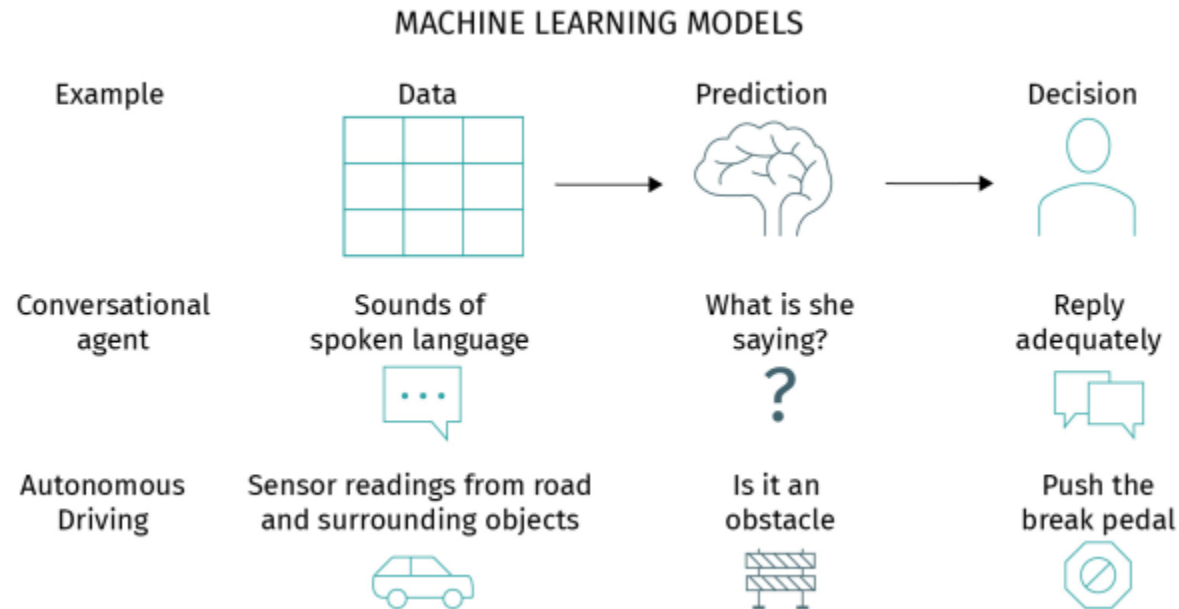 MACHINE LEARNING MODELS
Example
Data
Prediction
Decision
Conversational
agent
Sounds of
spoken language
What is she
saying?
Reply
adequately
?
Autonomous
Driving
Sensor readings from road
and surrounding objects
Is it an
obstacle
Push the
break pedal